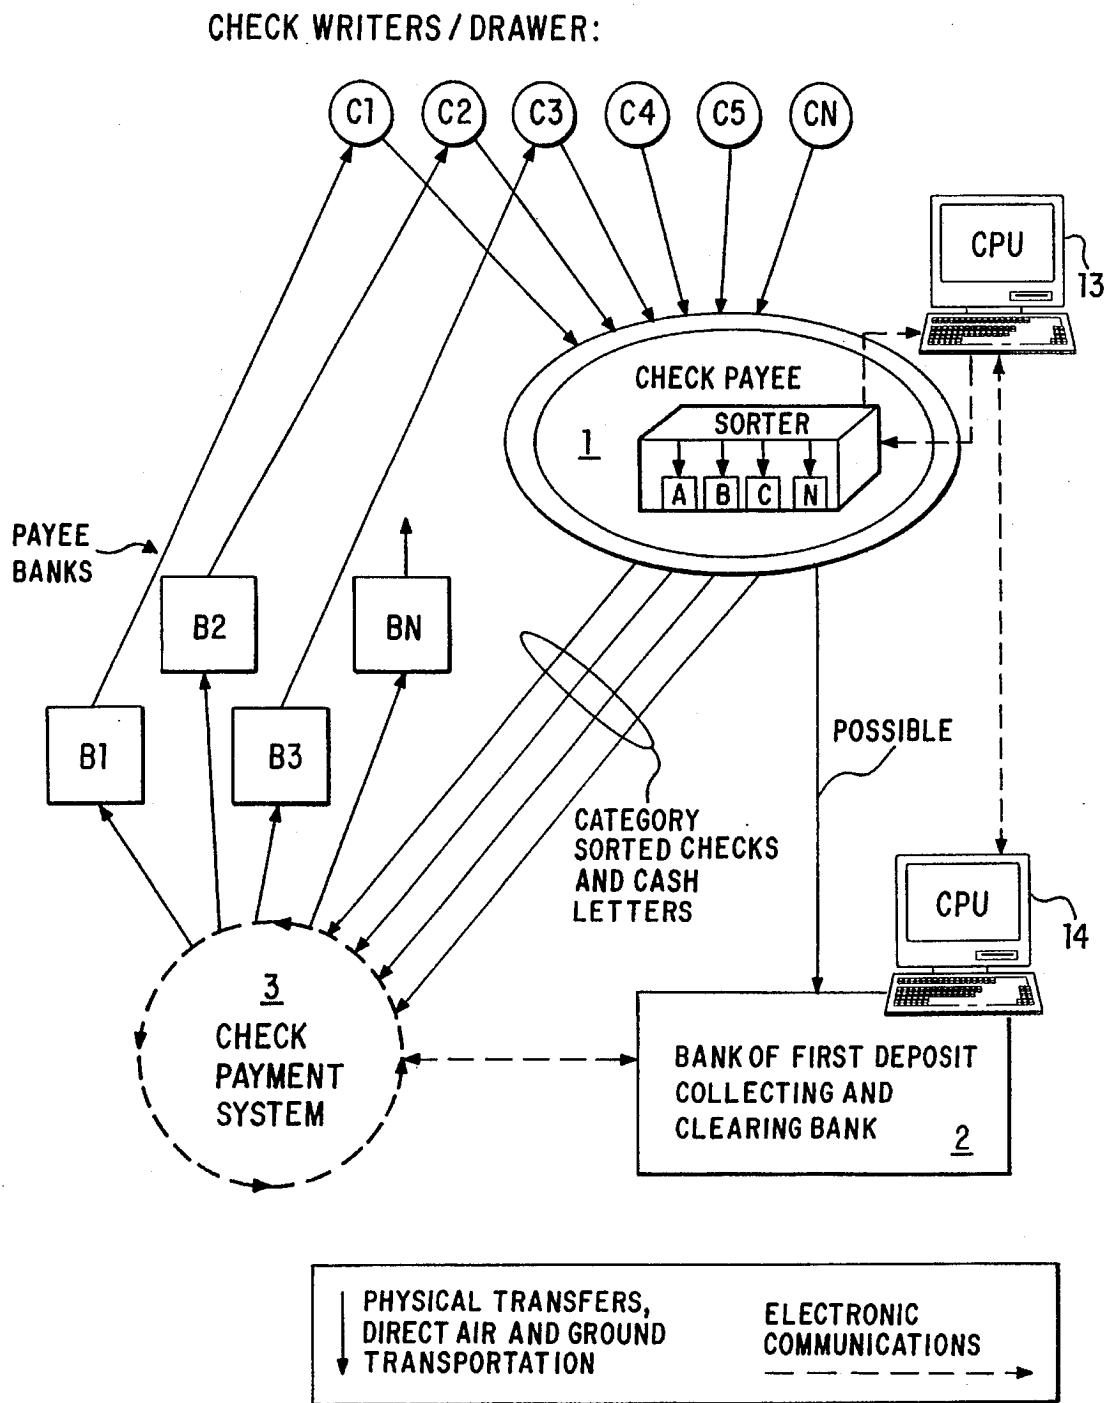 CHECK WRITERS / DRAWER:
C1 C2 C3 C4 C5 CN
CPU
13
CHECK PAYEE
1
SORTER
A B C N
PAYEE
BANKS
B2
BN
B1
B3
POSSIBLE
CATEGORY
SORTED CHECKS
AND CASH
LETTERS
CPU
14
3
CHECK
PAYMENT
SYSTEM
BANK OF FIRST DEPOSIT
COLLECTING AND
CLEARING BANK
2
PHYSICAL TRANSFERS,
DIRECT AIR AND GROUND
TRANSPORTATION
ELECTRONIC
COMMUNICATIONS